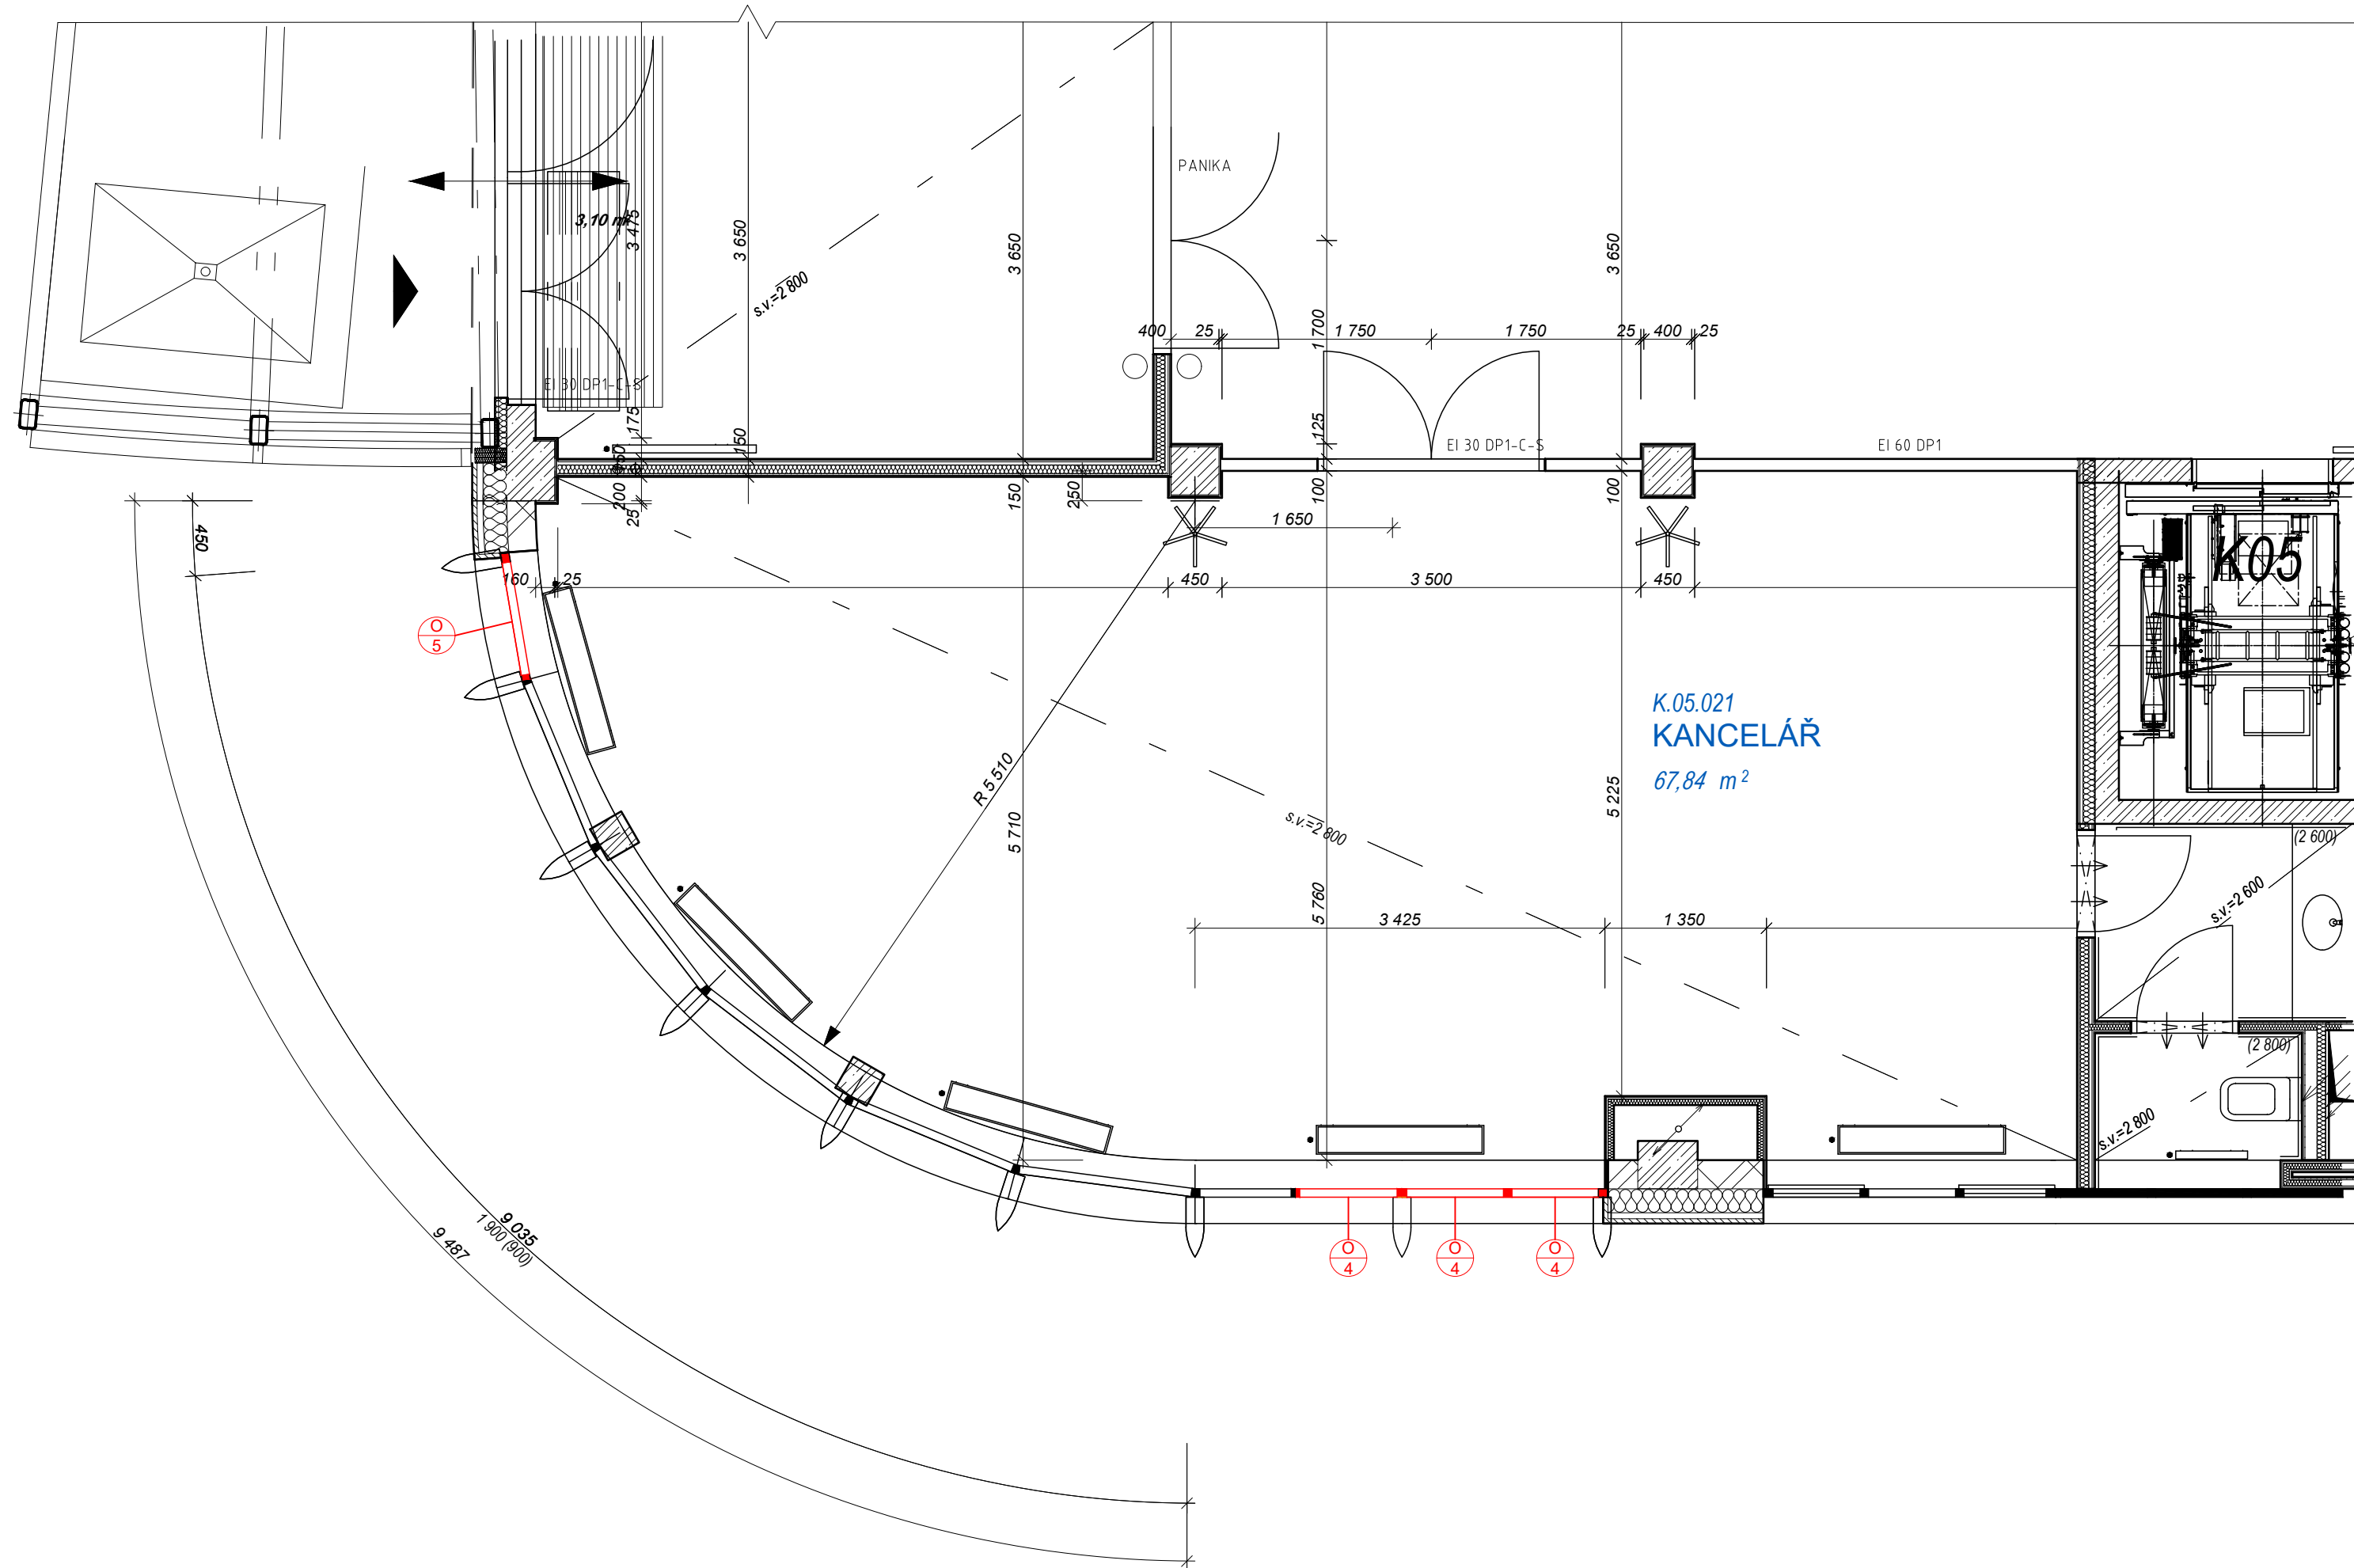 PANIKA
3,10 m²
3 475
3 650
3 650
3 650
s.v.=2 800
400
25
1 700
1 750
1 750
25
400
25
EI 30 DP1-C-S
175
150
125
EI 30 DP1-C-S
EI 60 DP1
200
25
150
250
100
100
1 650
450
160
25
450
3 500
450
K05
O
5
K.05.021
KANCELÁŘ
67,84 m²
R 5 510
5 710
5 225
s.v.=2 800
5 760
(2 600)
s.v.=2 600
3 425
1 350
(2 800)
s.v.=2 800
9 035
1 900 (900)
9 487
O
4
O
4
O
4